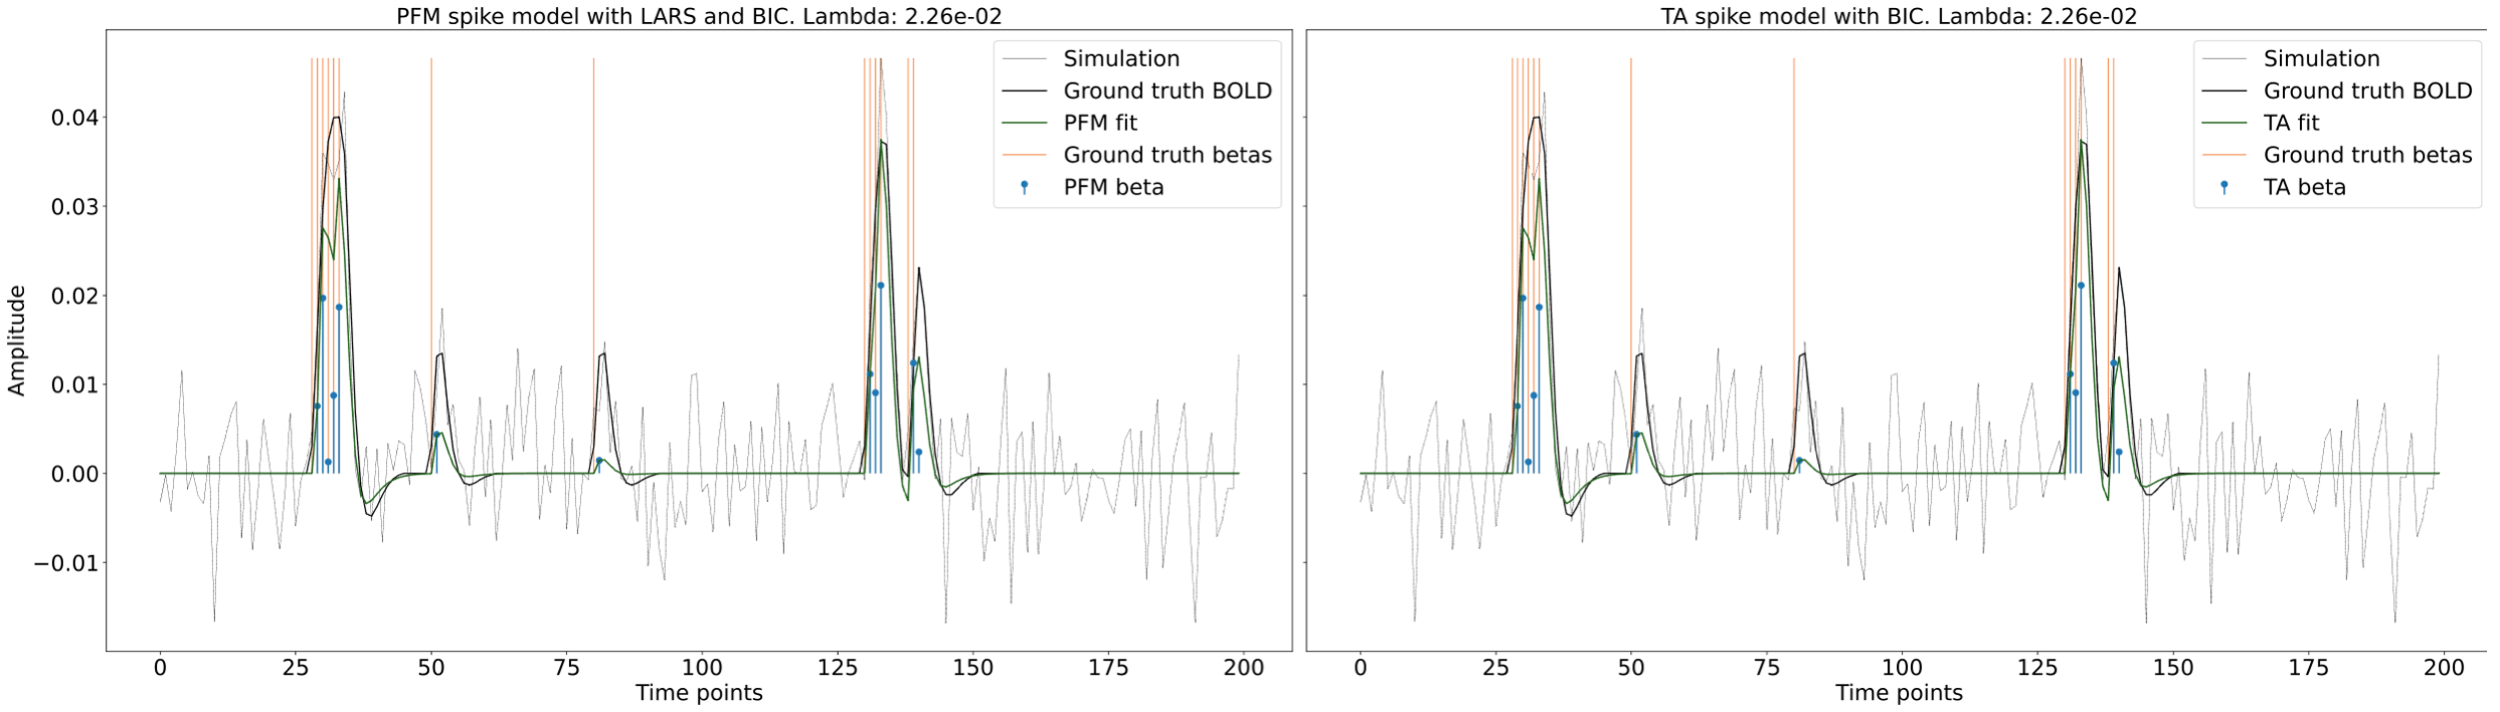 PFM spike model with LARS and BIC. Lambda: 2.26e-02
Simulation
Ground truth BOLD
PFM fit
Ground truth betas
PFM beta
Amplitude
0.04
0.03
0.02
0.01
0.00
−0.01
0 25 50 75 100 125 150 175 200
Time points
TA spike model with BIC. Lambda: 2.26e-02
Simulation
Ground truth BOLD
TA fit
Ground truth betas
TA beta
0 25 50 75 100 125 150 175 200
Time points